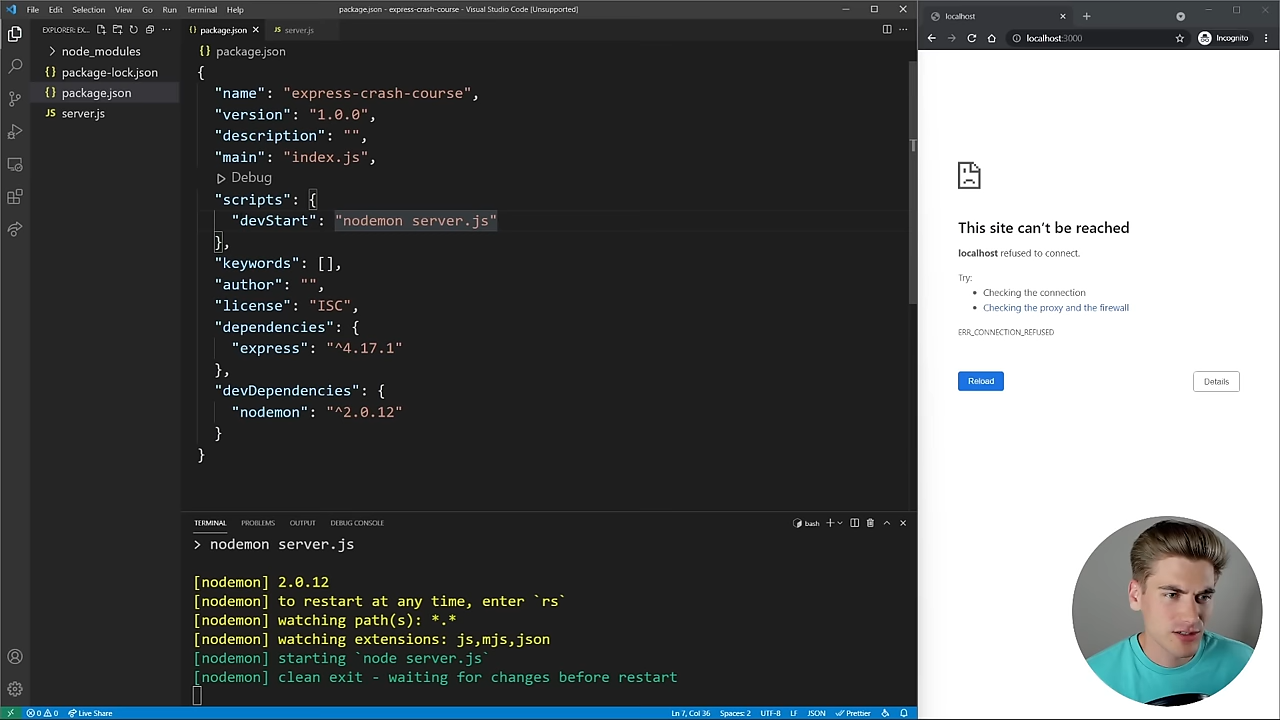 File Edit Selection View Go Run Terminal Help
package.json - express-crash-course - Visual Studio Code [Unsupported]
EXPLORER: EX...
node_modules
{} package-lock.json
{} package.json
JS server.js
{} package.json
JS server.js
{} package.json
{
"name": "express-crash-course",
"version": "1.0.0",
"description": "",
"main": "index.js",
Debug
"scripts": {
"devStart": "nodemon server.js"
},
"keywords": [],
"author": "",
"license": "ISC",
"dependencies": {
"express": "^4.17.1"
},
"devDependencies": {
"nodemon": "^2.0.12"
}
}
TERMINAL PROBLEMS OUTPUT DEBUG CONSOLE
bash
> nodemon server.js
[nodemon] 2.0.12
[nodemon] to restart at any time, enter `rs`
[nodemon] watching path(s): *.*
[nodemon] watching extensions: js,mjs,json
[nodemon] starting `node server.js`
[nodemon] clean exit - waiting for changes before restart
0 0 Live Share
Ln 7, Col 36 Spaces: 2 UTF-8 LF JSON Prettier
localhost
localhost:3000
Incognito
This site can't be reached
localhost refused to connect.
Try:
• Checking the connection
• Checking the proxy and the firewall
ERR_CONNECTION_REFUSED
Reload
Details